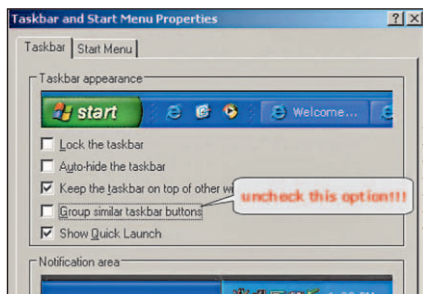 Taskbar and Start Menu Properties
Taskbar Start Menu
Taskbar appearance
start Welcome...
Lock the taskbar
Auto-hide the taskbar
Keep the taskbar on top of other wi
uncheck this option!!!
Group similar taskbar buttons
Show Quick Launch
Notification area